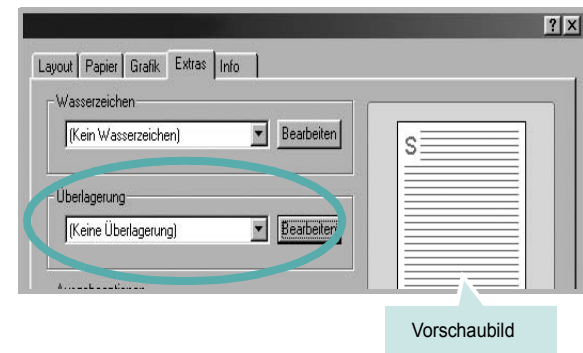 ? X
Layout Papier Grafik Extras Info
Wasserzeichen
(Kein Wasserzeichen) Bearbeiten
Überlagerung
(Keine Überlagerung) Bearbeiten
S
Vorschaubild